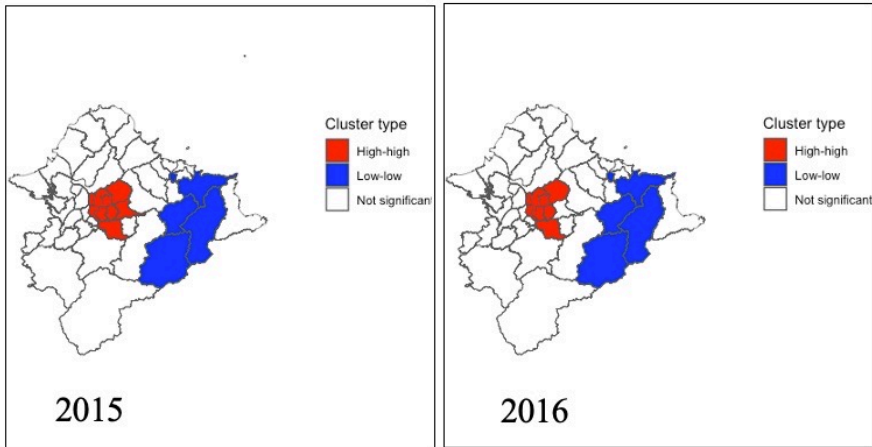 Cluster type
High-high
Low-low
Not significant
2015
Cluster type
High-high
Low-low
Not significant
2016